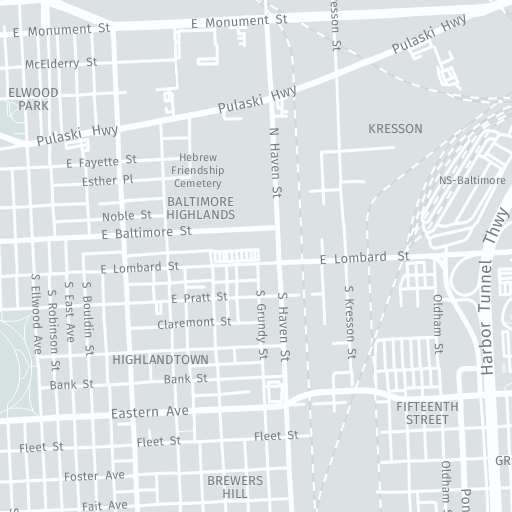 E Monument St
E Monument St
Kresson St
Pulaski Hwy
McElderry St
ELWOOD
PARK
Pulaski Hwy
Pulaski Hwy
KRESSON
N Haven St
E Fayette St
Hebrew
Friendship
Cemetery
Esther Pl
NS-Baltimore
BALTIMORE
HIGHLANDS
Noble St
E Baltimore St
Harbor Tunnel Thwy
E Lombard St
E Lombard St
S Ellwood Ave
S Robinson St
S East Ave
S Bouldin St
E Pratt St
S Grundy St
S Haven St
S Kresson St
Oldham St
Claremont St
HIGHLANDTOWN
Bank St
Bank St
Eastern Ave
FIFTEENTH
STREET
Fleet St
Fleet St
Fleet St
Foster Ave
BREWERS
HILL
Oldham St
Fait Ave